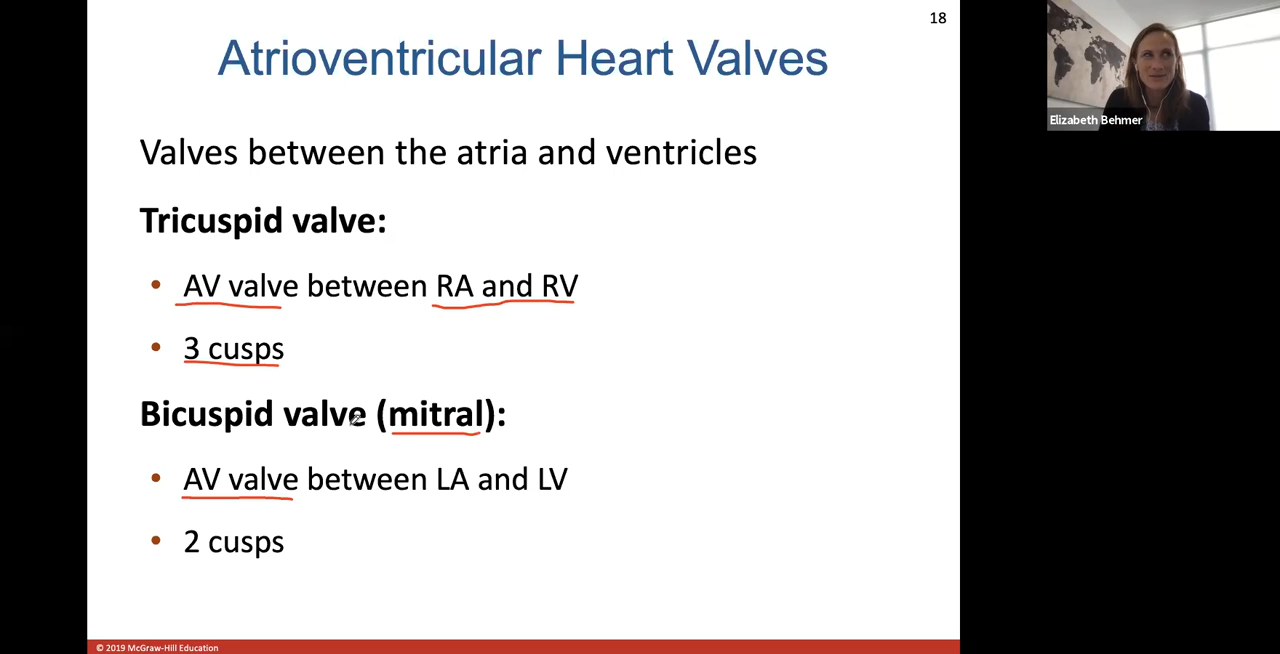 18
Atrioventricular Heart Valves
Elizabeth Behmer
Valves between the atria and ventricles
Tricuspid valve:
• AV valve between RA and RV
• 3 cusps
Bicuspid valve (mitral):
• AV valve between LA and LV
• 2 cusps
© 2019 McGraw-Hill Education